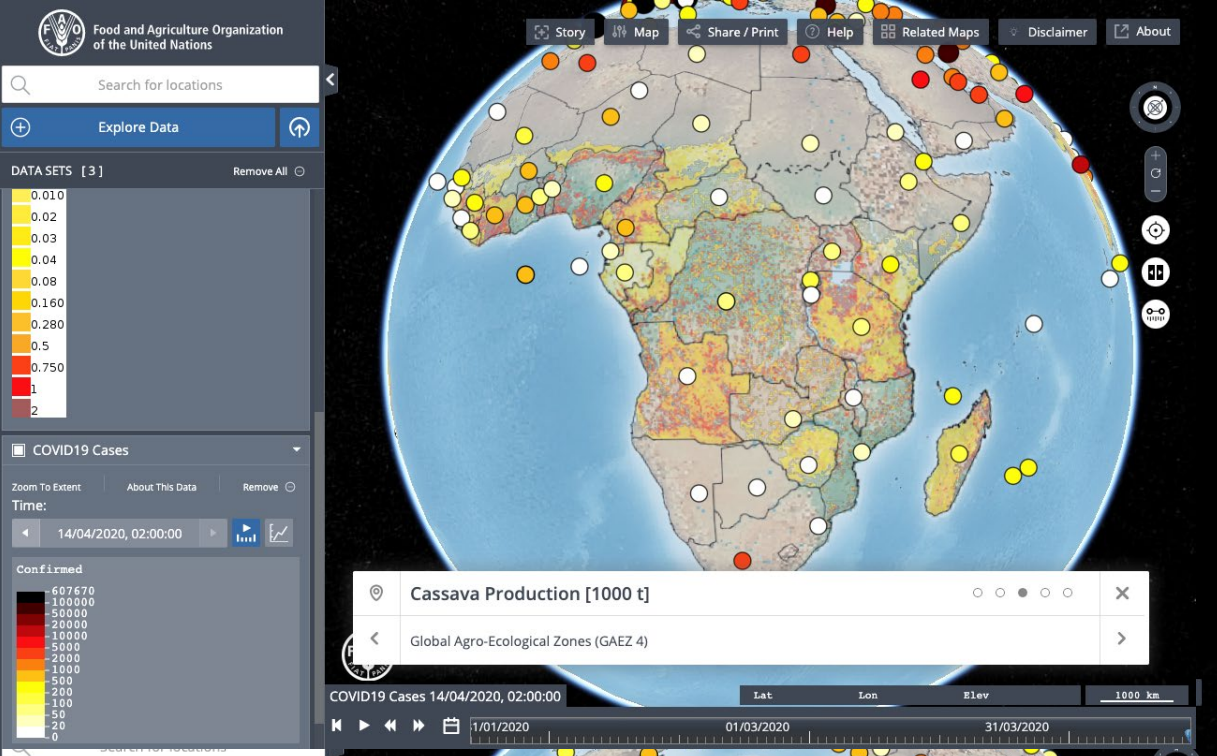 Food and Agriculture Organization
of the United Nations
Search for locations
Explore Data
DATA SETS [ 3 ]
Remove All
0.010
0.02
0.03
0.04
0.08
0.160
0.280
0.5
0.750
1
2
COVID19 Cases
Zoom To Extent
About This Data
Remove
Time:
14/04/2020, 02:00:00
Confirmed
607670
100000
50000
20000
10000
5000
2000
1000
500
200
100
50
20
0
Search for locations
Story
Map
Share / Print
Help
Related Maps
Disclaimer
About
Cassava Production [1000 t]
Global Agro-Ecological Zones (GAEZ 4)
COVID19 Cases 14/04/2020, 02:00:00
Lat
Lon
Elev
1000 km
1/01/2020
01/03/2020
31/03/2020